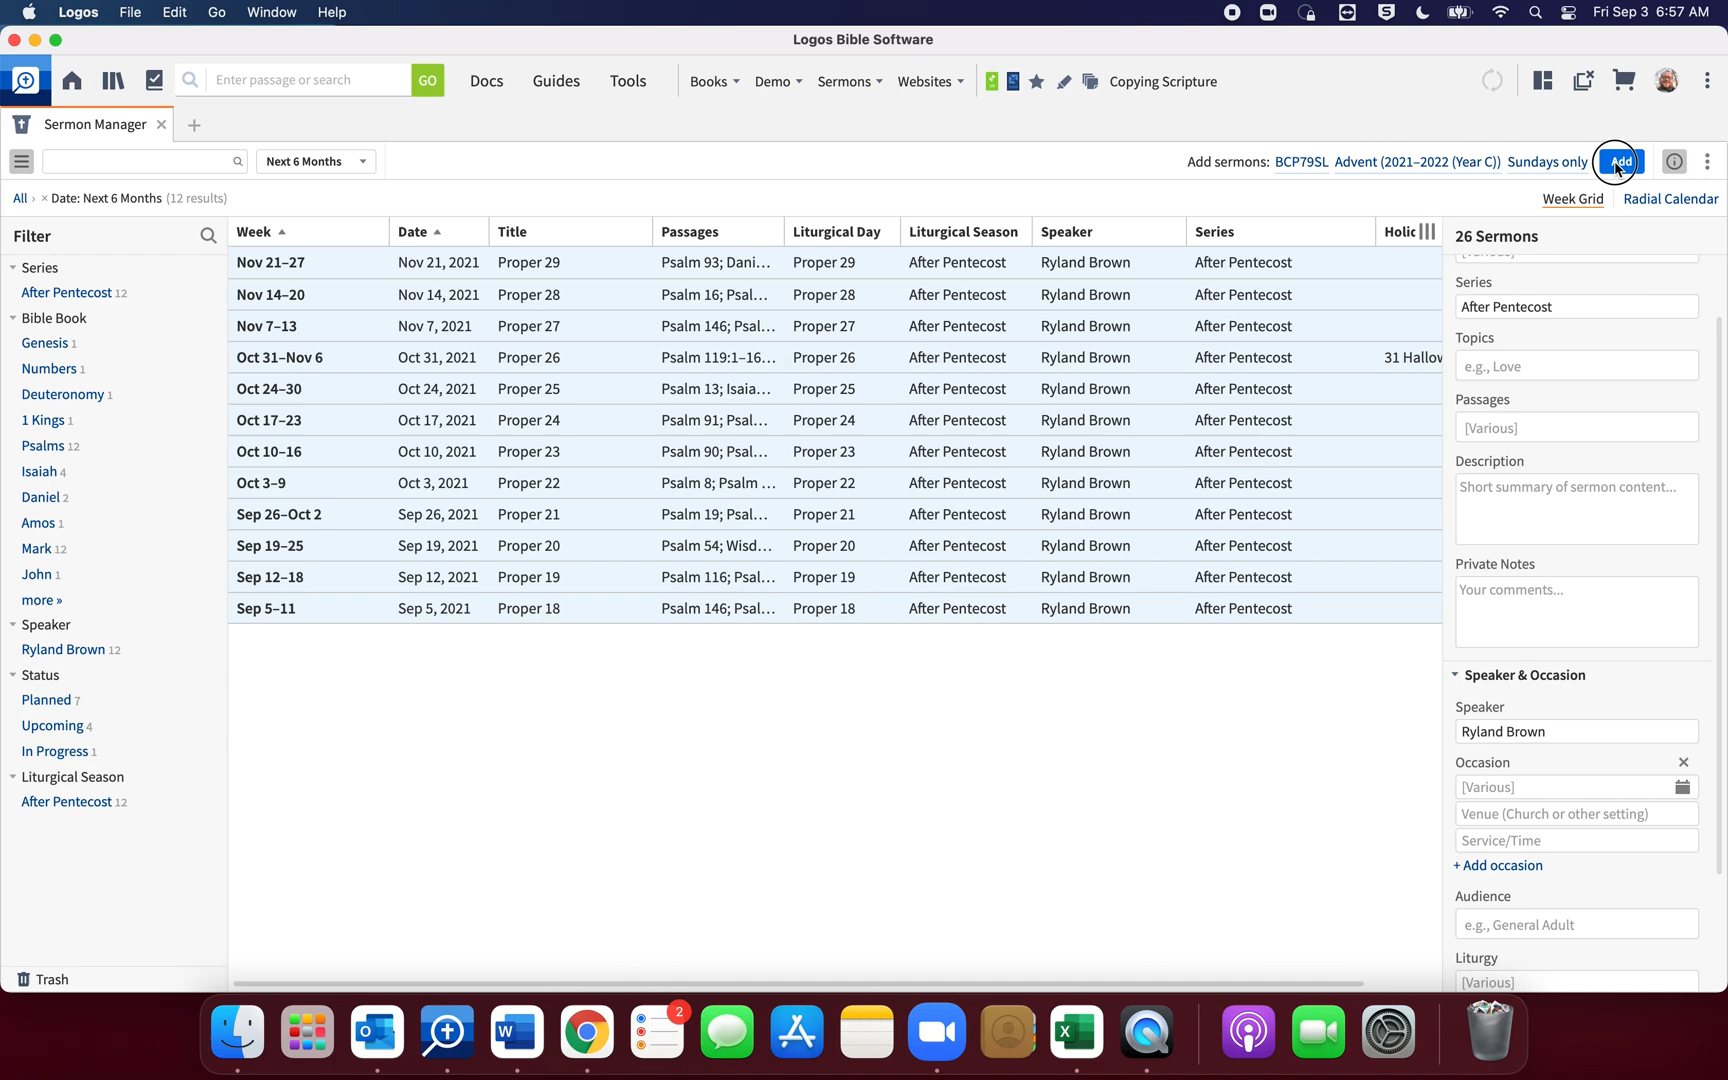 Logos File Edit Go Window Help Fri Sep 3 6:57 AM
Logos Bible Software
Enter passage or search GO Docs Guides Tools Books Demo Sermons Websites Copying Scripture
Sermon Manager
Next 6 Months Add sermons: BCP79SL Advent (2021–2022 (Year C)) Sundays only Add
All › × Date: Next 6 Months (12 results) Week Grid Radial Calendar
Filter Week Date Title Passages Liturgical Day Liturgical Season Speaker Series Holic 26 Sermons
Nov 21–27 Nov 21, 2021 Proper 29 Psalm 93; Dani... Proper 29 After Pentecost Ryland Brown After Pentecost
Nov 14–20 Nov 14, 2021 Proper 28 Psalm 16; Psal... Proper 28 After Pentecost Ryland Brown After Pentecost
Nov 7–13 Nov 7, 2021 Proper 27 Psalm 146; Psal... Proper 27 After Pentecost Ryland Brown After Pentecost
Oct 31–Nov 6 Oct 31, 2021 Proper 26 Psalm 119:1–16... Proper 26 After Pentecost Ryland Brown After Pentecost 31 Hallov
Oct 24–30 Oct 24, 2021 Proper 25 Psalm 13; Isaia... Proper 25 After Pentecost Ryland Brown After Pentecost
Oct 17–23 Oct 17, 2021 Proper 24 Psalm 91; Psal... Proper 24 After Pentecost Ryland Brown After Pentecost
Oct 10–16 Oct 10, 2021 Proper 23 Psalm 90; Psal... Proper 23 After Pentecost Ryland Brown After Pentecost
Oct 3–9 Oct 3, 2021 Proper 22 Psalm 8; Psalm ... Proper 22 After Pentecost Ryland Brown After Pentecost
Sep 26–Oct 2 Sep 26, 2021 Proper 21 Psalm 19; Psal... Proper 21 After Pentecost Ryland Brown After Pentecost
Sep 19–25 Sep 19, 2021 Proper 20 Psalm 54; Wisd... Proper 20 After Pentecost Ryland Brown After Pentecost
Sep 12–18 Sep 12, 2021 Proper 19 Psalm 116; Psal... Proper 19 After Pentecost Ryland Brown After Pentecost
Sep 5–11 Sep 5, 2021 Proper 18 Psalm 146; Psal... Proper 18 After Pentecost Ryland Brown After Pentecost
Series
After Pentecost 12
Bible Book
Genesis 1
Numbers 1
Deuteronomy 1
1 Kings 1
Psalms 12
Isaiah 4
Daniel 2
Amos 1
Mark 12
John 1
more »
Speaker
Ryland Brown 12
Status
Planned 7
Upcoming 4
In Progress 1
Liturgical Season
After Pentecost 12
Trash
Series
After Pentecost
Topics
e.g., Love
Passages
[Various]
Description
Short summary of sermon content...
Private Notes
Your comments...
Speaker & Occasion
Speaker
Ryland Brown
Occasion
[Various]
Venue (Church or other setting)
Service/Time
+ Add occasion
Audience
e.g., General Adult
Liturgy
[Various]
2